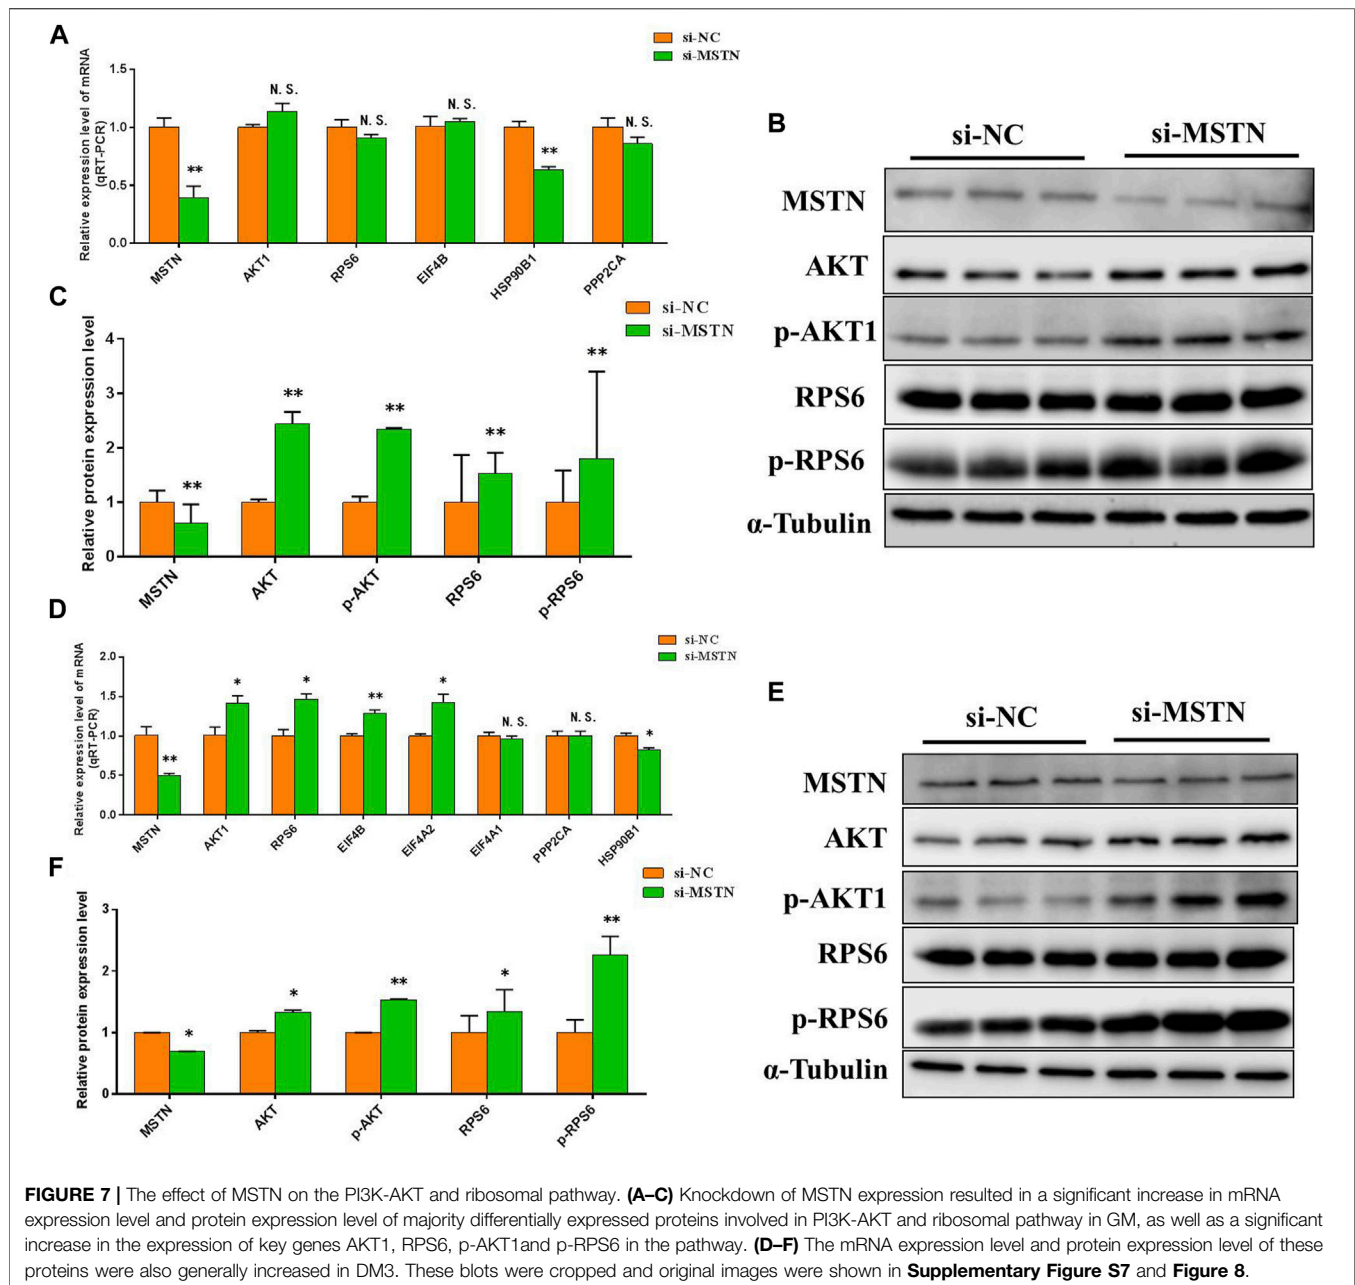 A
si-NC
si-MSTN
Relative expression level of mRNA
(qRT-PCR)
1.5
1.0
0.5
0.0
**
N. S.
N. S.
N. S.
**
N. S.
MSTN
AKT1
RPS6
EIF4B
HSP90B1
PPP2CA
B
si-NC
si-MSTN
MSTN
AKT
p-AKT1
RPS6
p-RPS6
α-Tubulin
C
si-NC
si-MSTN
Relative protein expression level
4
3
2
1
0
**
**
**
**
**
MSTN
AKT
p-AKT
RPS6
p-RPS6
D
si-NC
si-MSTN
Relative expression level of mRNA
(qRT-PCR)
2.0
1.5
1.0
0.5
0.0
**
*
*
**
*
N. S.
N. S.
*
MSTN
AKT1
RPS6
EIF4B
EIF4A2
EIF4A1
PPP2CA
HSP90B1
E
si-NC
si-MSTN
MSTN
AKT
p-AKT1
RPS6
p-RPS6
α-Tubulin
F
si-NC
si-MSTN
Relative protein expression level
3
2
1
0
*
*
**
*
**
MSTN
AKT
p-AKT
RPS6
p-RPS6
FIGURE 7 | The effect of MSTN on the PI3K-AKT and ribosomal pathway. (A–C) Knockdown of MSTN expression resulted in a significant increase in mRNA
expression level and protein expression level of majority differentially expressed proteins involved in PI3K-AKT and ribosomal pathway in GM, as well as a significant
increase in the expression of key genes AKT1, RPS6, p-AKT1and p-RPS6 in the pathway. (D–F) The mRNA expression level and protein expression level of these
proteins were also generally increased in DM3. These blots were cropped and original images were shown in Supplementary Figure S7 and Figure 8.